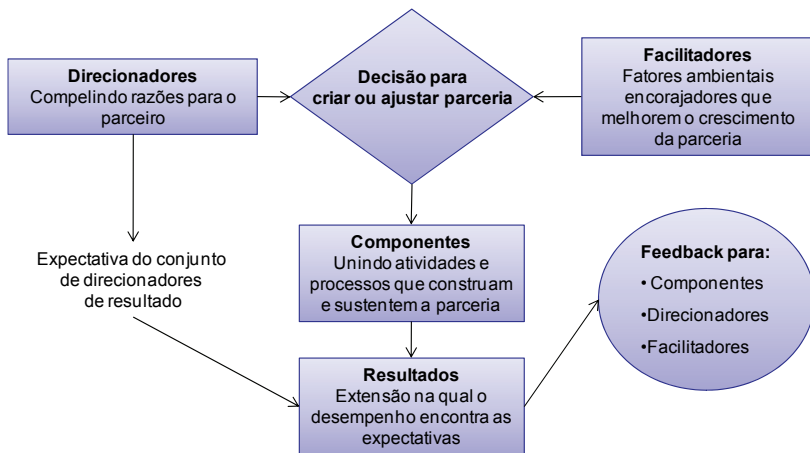 Direcionadores
Compelindo razões para o
parceiro
Decisão para
criar ou ajustar parceria
Facilitadores
Fatores ambientais
encorajadores que
melhorem o crescimento
da parceria
Expectativa do conjunto
de direcionadores
de resultado
Componentes
Unindo atividades e
processos que construam
e sustentem a parceria
Feedback para:
• Componentes
•Direcionadores
•Facilitadores
Resultados
Extensão na qual o
desempenho encontra as
expectativas